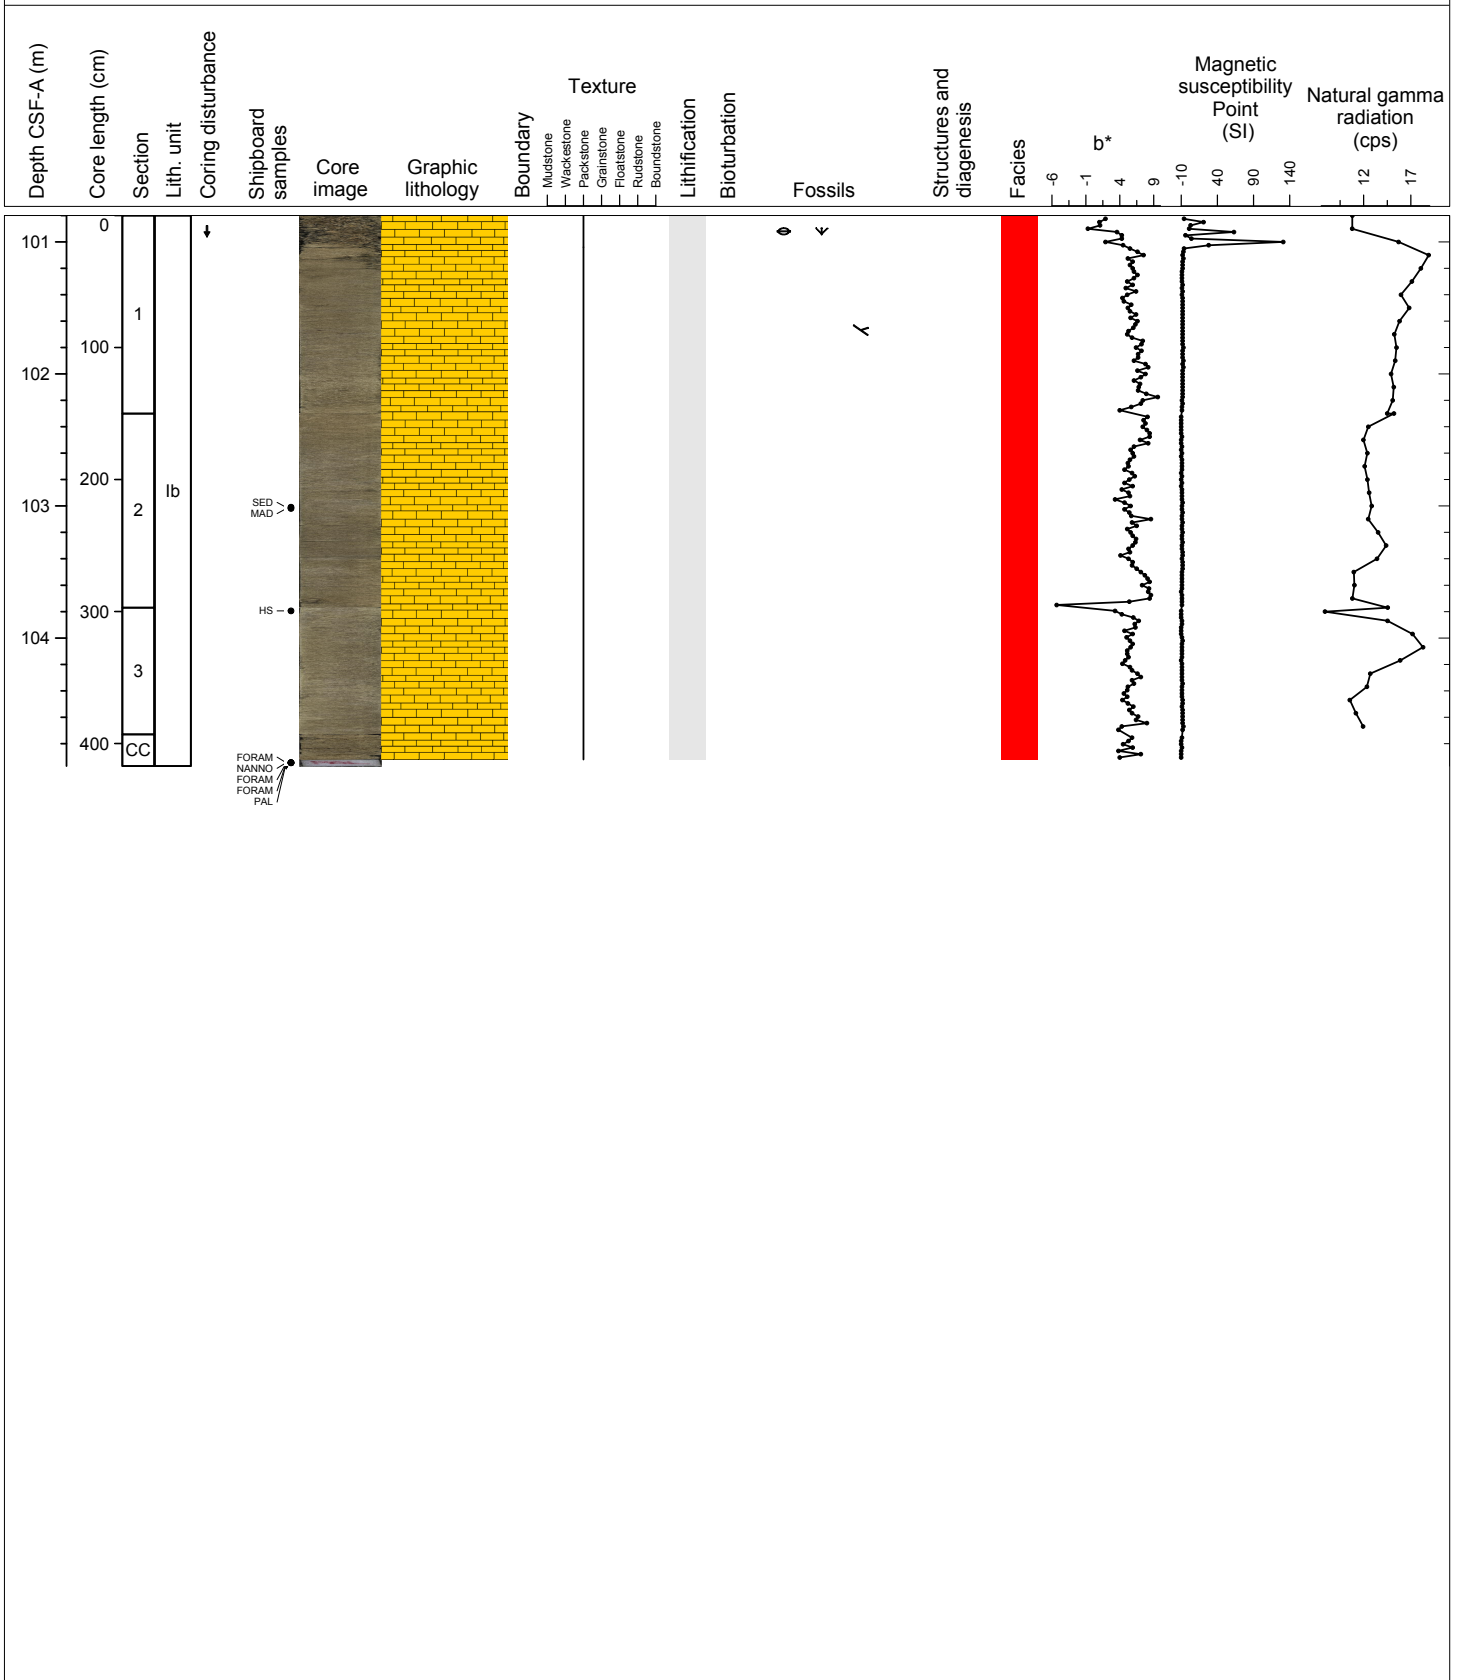 Depth CSF-A (m)
Core length (cm)
Section
Lith. unit
Coring disturbance
Shipboard
samples
Core
image
Graphic
lithology
Boundary
Texture
Mudstone
Wackestone
Packstone
Grainstone
Floatstone
Rudstone
Boundstone
Lithification
Bioturbation
Fossils
Structures and
diagenesis
Facies
b*
-6
-1
4
9
Magnetic
susceptibility
Point
(SI)
-10
40
90
140
Natural gamma
radiation
(cps)
12
17
101
102
103
104
0
100
200
300
400
1
2
3
CC
Ib
SED
MAD
HS
FORAM
NANNO
FORAM
FORAM
PAL